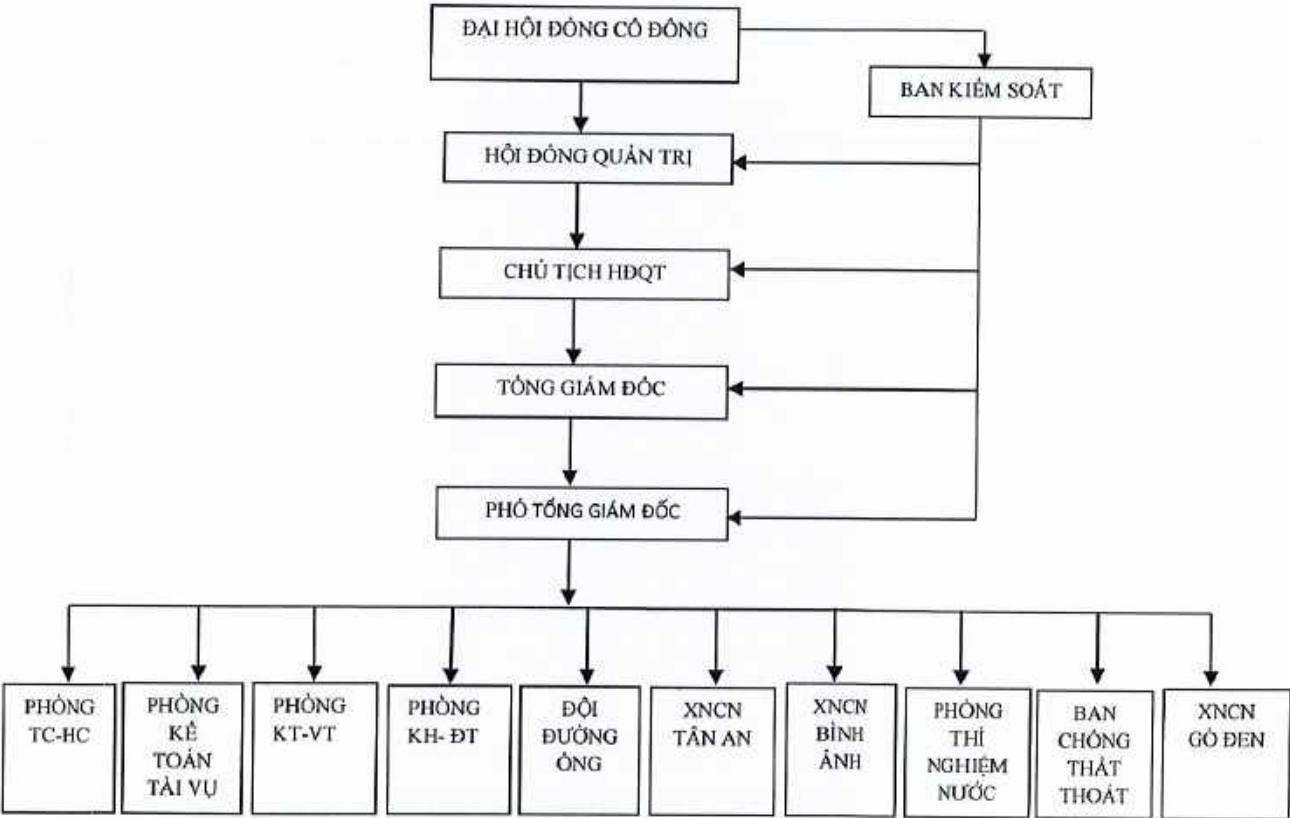 ĐẠI HỘI ĐỒNG CỔ ĐÔNG
BAN KIỂM SOÁT
HỘI ĐỒNG QUẢN TRỊ
CHỦ TỊCH HĐQT
TỔNG GIÁM ĐỐC
PHÓ TỔNG GIÁM ĐỐC
PHÒNG
TC-HC
PHÒNG
KẾ
TOÁN
TÀI VỤ
PHÒNG
KT-VT
PHÒNG
KH- ĐT
ĐỘI
ĐƯỜNG
ỐNG
XNCN
TÂN AN
XNCN
BÌNH
ẢNH
PHÒNG
THÍ
NGHIỆM
NƯỚC
BAN
CHỐNG
THẤT
THOÁT
XNCN
GÒ ĐEN